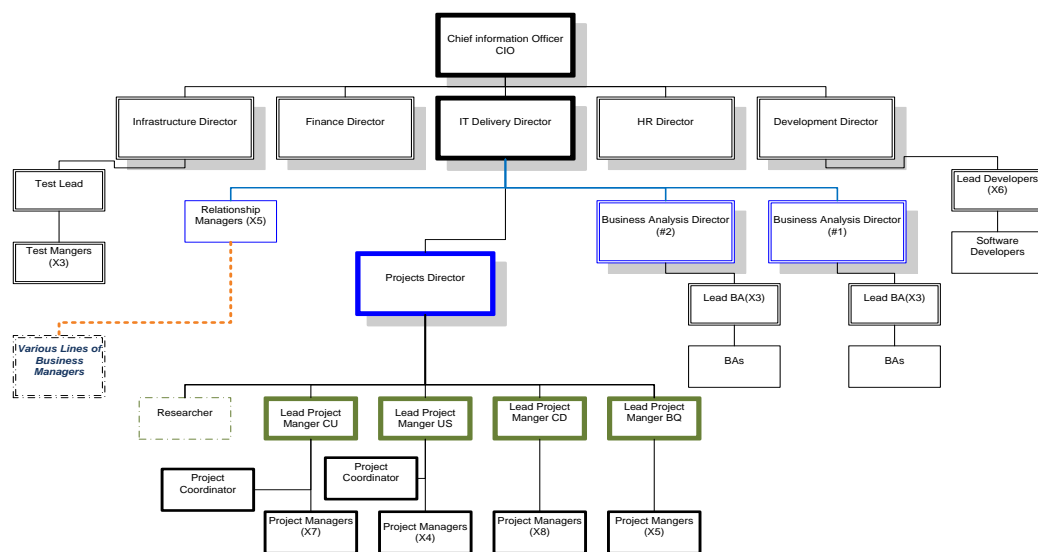 Chief information Officer
CIO
Infrastructure Director
Finance Director
IT Delivery Director
HR Director
Development Director
Test Lead
Relationship
Managers (X5)
Business Analysis Director
(#2)
Business Analysis Director
(#1)
Lead Developers
(X6)
Test Mangers
(X3)
Projects Director
Software
Developers
Lead BA(X3)
Lead BA(X3)
Various Lines of
Business
Managers
BAs
BAs
Researcher
Lead Project
Manger CU
Lead Project
Manger US
Lead Project
Manger CD
Lead Project
Manger BQ
Project
Coordinator
Project
Coordinator
Project Managers
(X7)
Project Managers
(X4)
Project Managers
(X8)
Project Mangers
(X5)